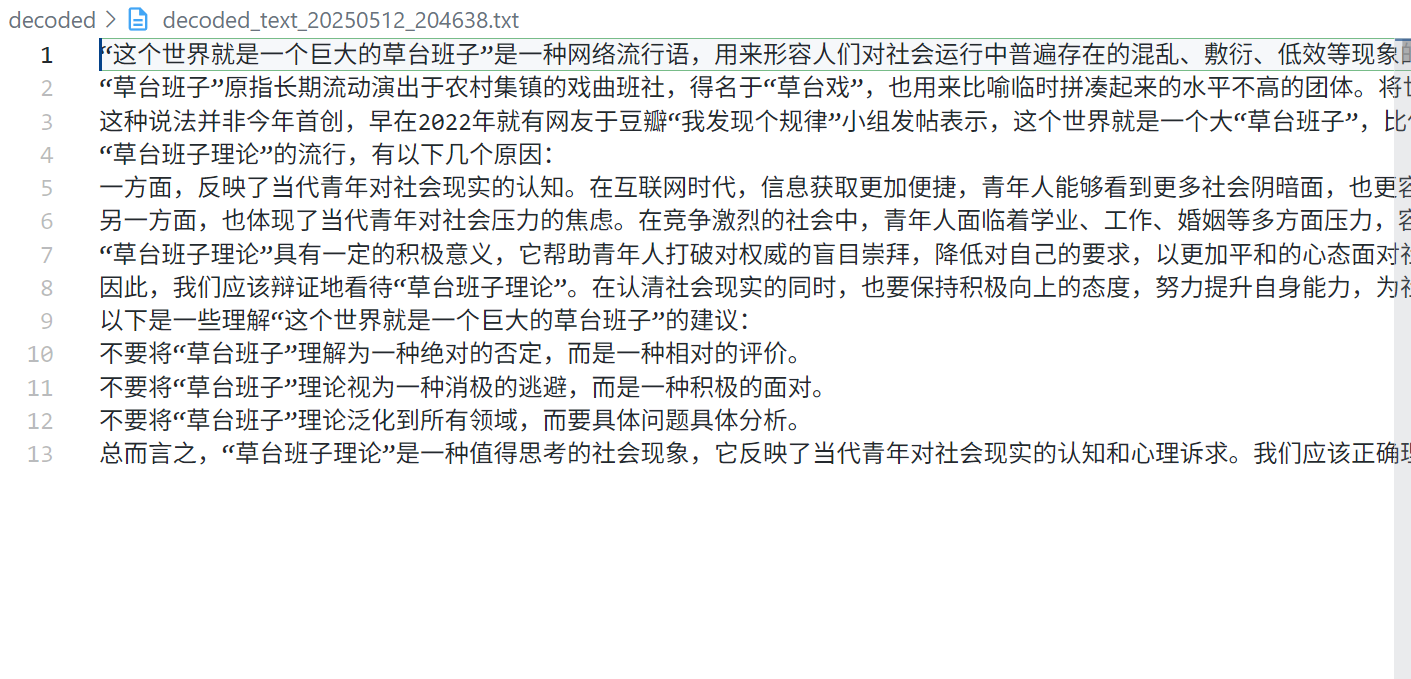 decoded > decoded_text_20250512_204638.txt
1 “这个世界就是一个巨大的草台班子”是一种网络流行语，用来形容人们对社会运行中普遍存在的混乱、敷衍、低效等现象的
2 “草台班子”原指长期流动演出于农村集镇的戏曲班社，得名于“草台戏”，也用来比喻临时拼凑起来的水平不高的团体。将世
3 这种说法并非今年首创，早在2022年就有网友于豆瓣“我发现个规律”小组发帖表示，这个世界就是一个大“草台班子”，比
4 “草台班子理论”的流行，有以下几个原因：
5 一方面，反映了当代青年对社会现实的认知。在互联网时代，信息获取更加便捷，青年人能够看到更多社会阴暗面，也更容
6 另一方面，也体现了当代青年对社会压力的焦虑。在竞争激烈的社会中，青年人面临着学业、工作、婚姻等多方面压力，容
7 “草台班子理论”具有一定的积极意义，它帮助青年人打破对权威的盲目崇拜，降低对自己的要求，以更加平和的心态面对社
8 因此，我们应该辩证地看待“草台班子理论”。在认清社会现实的同时，也要保持积极向上的态度，努力提升自身能力，为社
9 以下是一些理解“这个世界就是一个巨大的草台班子”的建议：
10 不要将“草台班子”理解为一种绝对的否定，而是一种相对的评价。
11 不要将“草台班子”理论视为一种消极的逃避，而是一种积极的面对。
12 不要将“草台班子”理论泛化到所有领域，而要具体问题具体分析。
13 总而言之，“草台班子理论”是一种值得思考的社会现象，它反映了当代青年对社会现实的认知和心理诉求。我们应该正确理